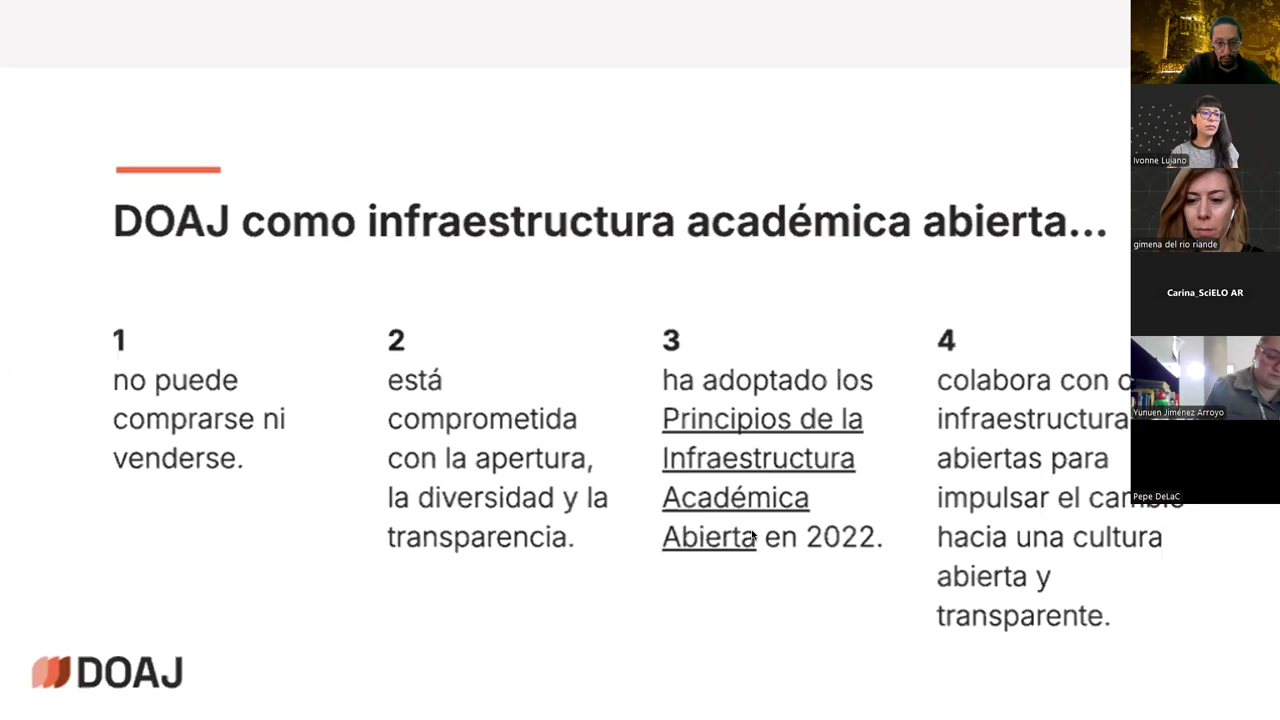 DOAJ como infraestructura académica abierta...
1
no puede
comprarse ni
venderse.
2
está
comprometida
con la apertura,
la diversidad y la
transparencia.
3
ha adoptado los
Principios de la
Infraestructura
Académica
Abierta en 2022.
4
colabora con
infraestructura
abiertas para
impulsar el cambio
hacia una cultura
abierta y
transparente.
DOAJ
Ivonne Lujano
gimena del rio riande
Carina_SciELO AR
Yunuen Jiménez Arroyo
Pepe DeLaC